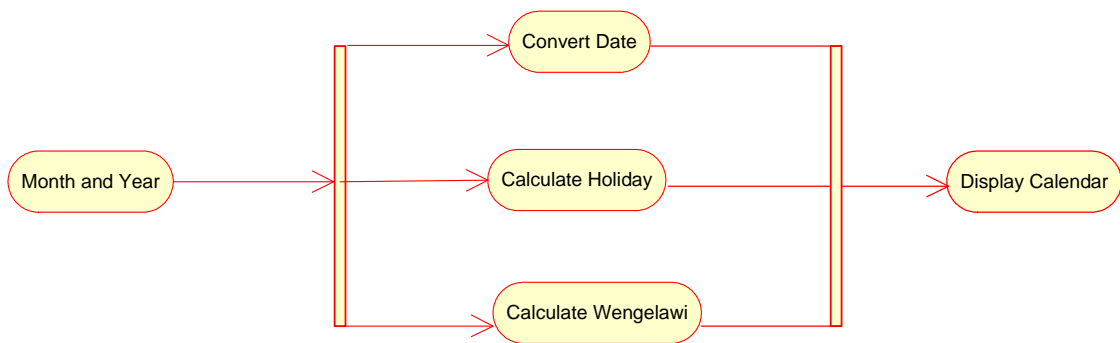 Convert Date
Month and Year
Calculate Holiday
Display Calendar
Calculate Wengelawi